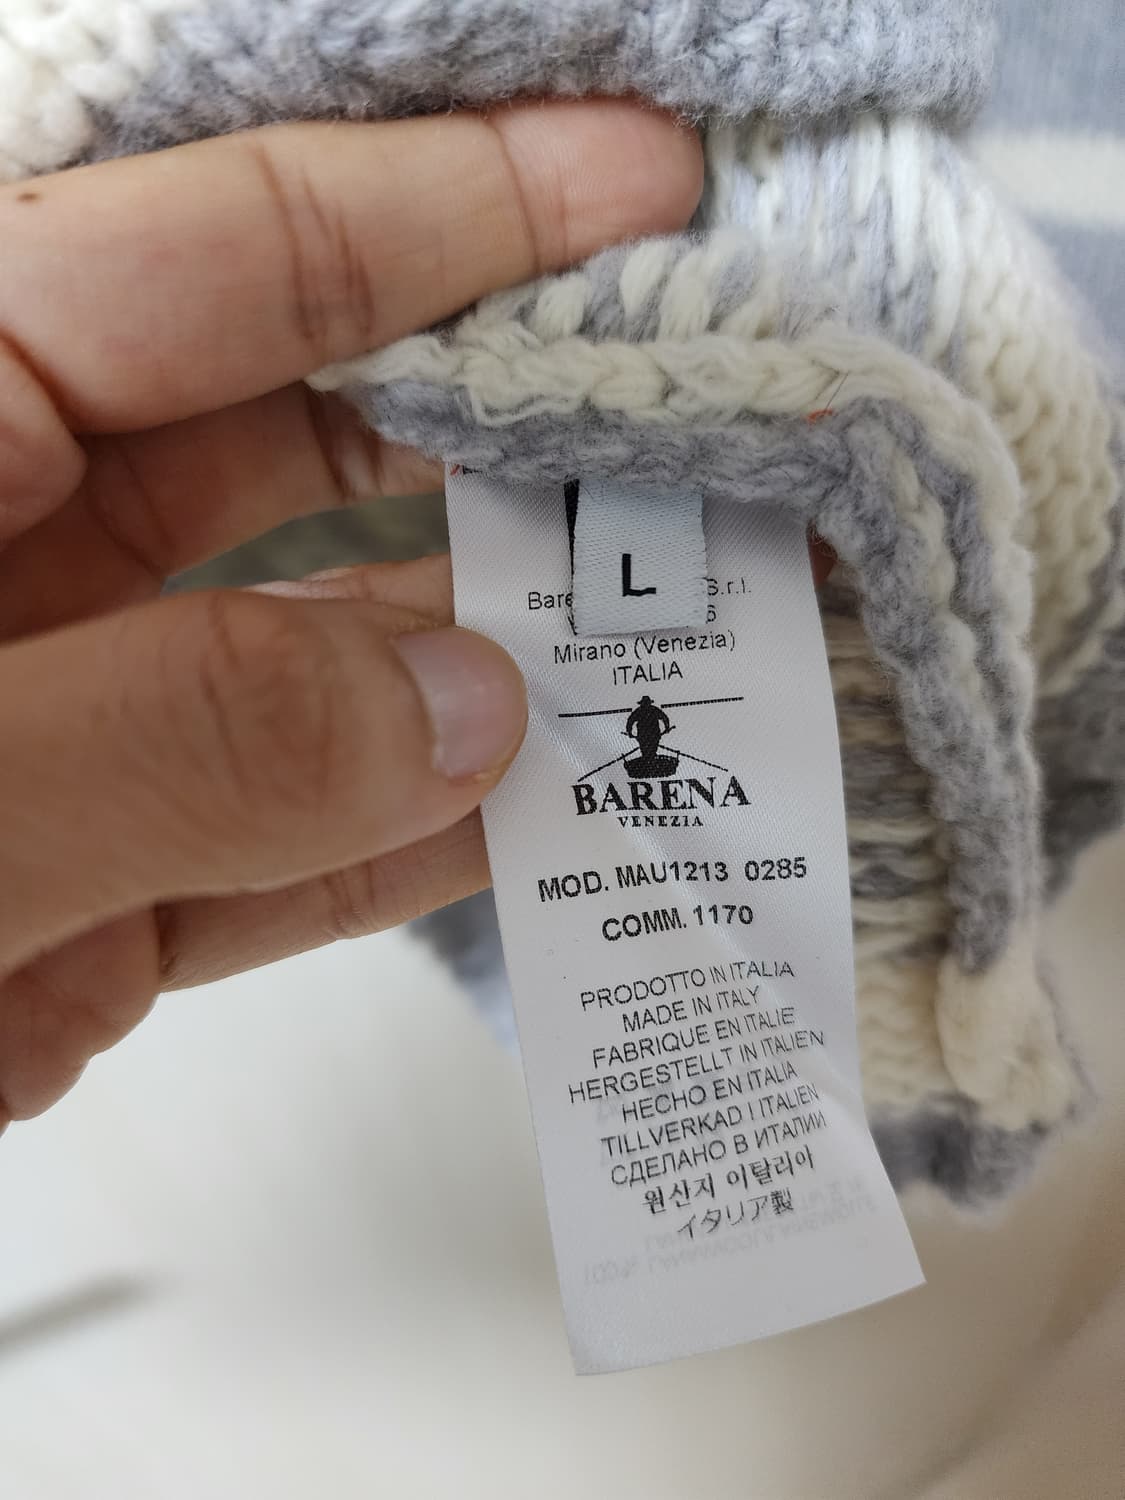 L
S.r.l.
Mirano (Venezia)
ITALIA
BARENA
VENEZIA
MOD. MAU1213 0285
COMM. 1170
PRODOTTO IN ITALIA
MADE IN ITALY
FABRIQUE EN ITALIE
HERGESTELLT IN ITALIEN
HECHO EN ITALIA
TILLVERKAD I ITALIEN
СДЕЛАНО В ИТАЛИИ
원산지 이탈리아
イタリア製